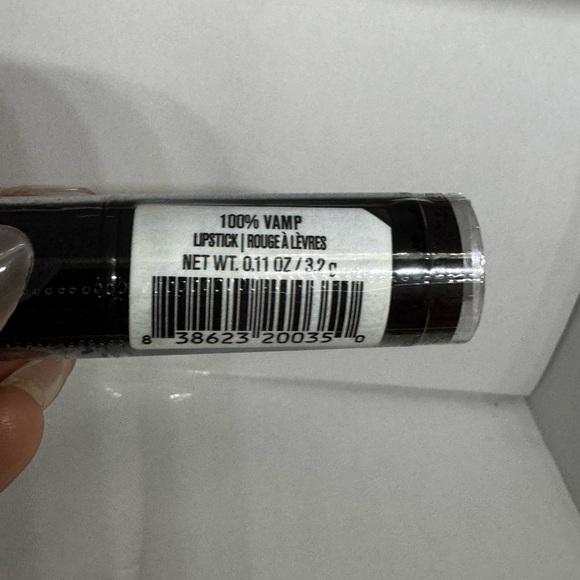 100% VAMP
LIPSTICK | ROUGE À LÈVRES
NET WT. 0.11 OZ / 3.2 g
8 38623 20035 0